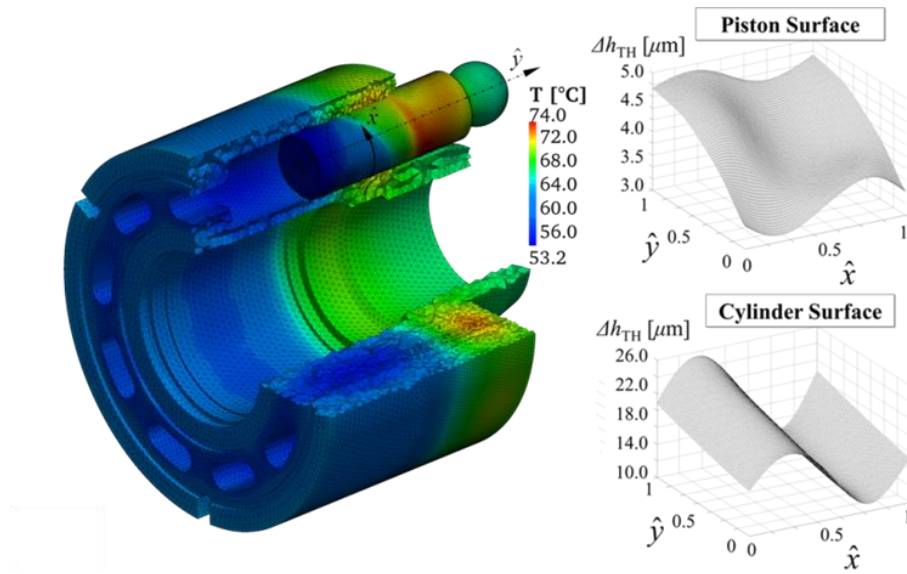 ŷ
x̂
T [°C]
74.0
72.0
68.0
64.0
60.0
56.0
53.2
Piston Surface
Δh_TH [μm]
5.0
4.5
4.0
3.5
3.0
1
ŷ 0.5
0 0
0.5
1
x̂
Cylinder Surface
Δh_TH [μm]
26.0
22.0
18.0
14.0
10.0
1
ŷ 0.5
0 0
0.5
1
x̂